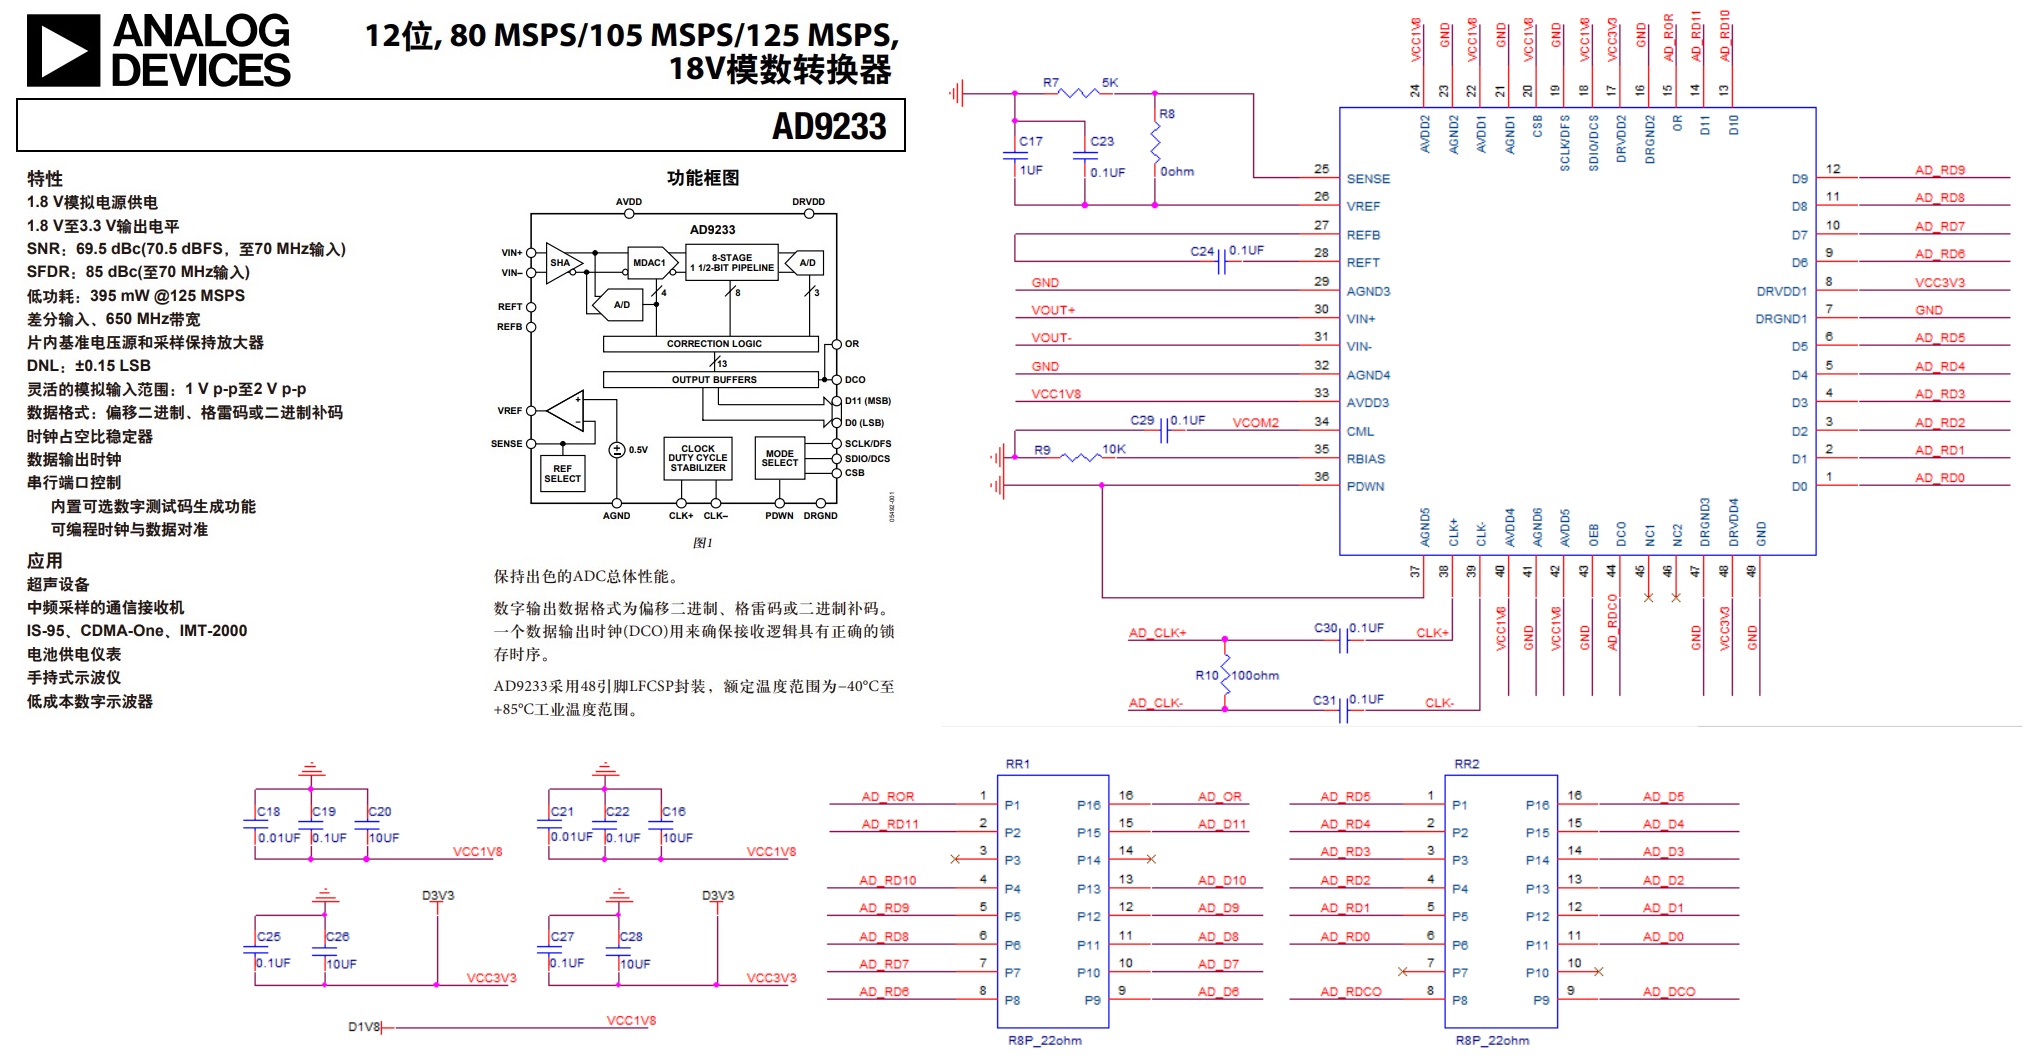 ANALOG
DEVICES
12位, 80 MSPS/105 MSPS/125 MSPS,
18V模数转换器
AD9233
特性
1.8 V模拟电源供电
1.8 V至3.3 V输出电平
SNR：69.5 dBc(70.5 dBFS，至70 MHz输入)
SFDR：85 dBc(至70 MHz输入)
低功耗：395 mW @125 MSPS
差分输入、650 MHz带宽
片内基准电压源和采样保持放大器
DNL：±0.15 LSB
灵活的模拟输入范围：1 V p-p至2 V p-p
数据格式：偏移二进制、格雷码或二进制补码
时钟占空比稳定器
数据输出时钟
串行端口控制
内置可选数字测试码生成功能
可编程时钟与数据对准
应用
超声设备
中频采样的通信接收机
IS-95、CDMA-One、IMT-2000
电池供电仪表
手持式示波仪
低成本数字示波器
功能框图
AVDD
DRVDD
AD9233
VIN+
VIN–
SHA
MDAC1
8-STAGE
1 1/2-BIT PIPELINE
A/D
A/D
4
8
3
REFT
REFB
CORRECTION LOGIC
OR
13
OUTPUT BUFFERS
DCO
D11 (MSB)
D0 (LSB)
VREF
SENSE
0.5V
REF
SELECT
CLOCK
DUTY CYCLE
STABILIZER
MODE
SELECT
SCLK/DFS
SDIO/DCS
CSB
AGND
CLK+
CLK–
PDWN
DRGND
05492-001
图1
保持出色的ADC总体性能。
数字输出数据格式为偏移二进制、格雷码或二进制补码。
一个数据输出时钟(DCO)用来确保接收逻辑具有正确的锁
存时序。
AD9233采用48引脚LFCSP封装，额定温度范围为–40°C至
+85°C工业温度范围。
VCC1V8 GND VCC1V8 GND VCC1V8 GND VCC1V8 VCC3V3 GND AD_ROR AD_RD11 AD_RD10
24 23 22 21 20 19 18 17 16 15 14 13
AVDD2 AGND2 AVDD1 AGND1 CSB SCLK/DFS SDIO/DCS DRVDD2 DRGND2 OR D11 D10
R7 5K
R8
0ohm
C17
1UF
C23
0.1UF
25 SENSE
26 VREF
27 REFB
C24 0.1UF 28 REFT
GND 29 AGND3
VOUT+ 30 VIN+
VOUT- 31 VIN-
GND 32 AGND4
VCC1V8 33 AVDD3
C29 0.1UF VCOM2 34 CML
R9 10K 35 RBIAS
36 PDWN
D9 12 AD_RD9
D8 11 AD_RD8
D7 10 AD_RD7
D6 9 AD_RD6
DRVDD1 8 VCC3V3
DRGND1 7 GND
D5 6 AD_RD5
D4 5 AD_RD4
D3 4 AD_RD3
D2 3 AD_RD2
D1 2 AD_RD1
D0 1 AD_RD0
AGND5 CLK+ CLK- AVDD4 AGND6 AVDD5 OEB DCO NC1 NC2 DRGND3 DRVDD4 GND
37 38 39 40 41 42 43 44 45 46 47 48 49
VCC1V8 GND VCC1V8 GND AD_RDCO GND VCC3V3 GND
AD_CLK+ C30 0.1UF CLK+
R10 100ohm
AD_CLK- C31 0.1UF CLK-
C18 C19 C20
0.01UF 0.1UF 10UF
VCC1V8
C21 C22 C16
0.01UF 0.1UF 10UF
VCC1V8
D3V3
C25 C26
0.1UF 10UF
VCC3V3
D3V3
C27 C28
0.1UF 10UF
VCC3V3
D1V8 VCC1V8
RR1
AD_ROR 1 P1 P16 16 AD_OR
AD_RD11 2 P2 P15 15 AD_D11
3 P3 P14 14
AD_RD10 4 P4 P13 13 AD_D10
AD_RD9 5 P5 P12 12 AD_D9
AD_RD8 6 P6 P11 11 AD_D8
AD_RD7 7 P7 P10 10 AD_D7
AD_RD6 8 P8 P9 9 AD_D6
R8P_22ohm
RR2
AD_RD5 1 P1 P16 16 AD_D5
AD_RD4 2 P2 P15 15 AD_D4
AD_RD3 3 P3 P14 14 AD_D3
AD_RD2 4 P4 P13 13 AD_D2
AD_RD1 5 P5 P12 12 AD_D1
AD_RD0 6 P6 P11 11 AD_D0
7 P7 P10 10
AD_RDCO 8 P8 P9 9 AD_DCO
R8P_22ohm